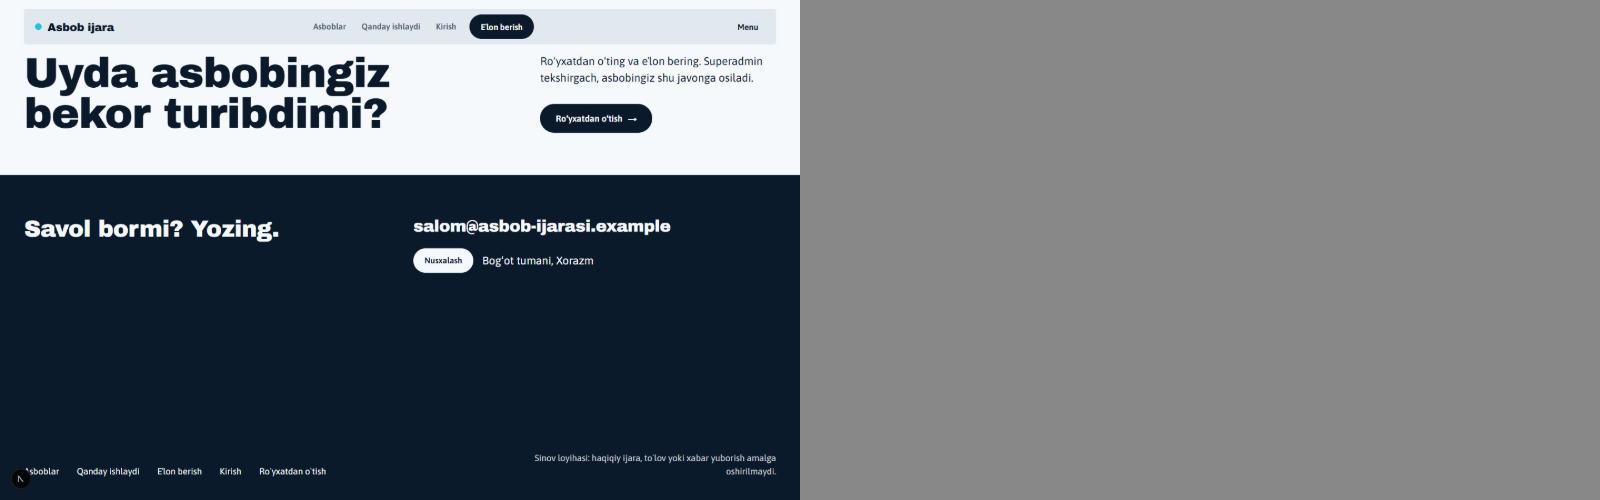 Asbob ijara
Asboblar
Qanday ishlaydi
Kirish
E'lon berish
Menu
Uyda asbobingiz
bekor turibdimi?
Ro'yxatdan o'ting va e'lon bering. Superadmin
tekshirgach, asbobingiz shu javonga osiladi.
Ro'yxatdan o'tish →
Savol bormi? Yozing.
salom@asbob-ijarasi.example
Nusxalash
Bog'ot tumani, Xorazm
Asboblar
Qanday ishlaydi
E'lon berish
Kirish
Ro'yxatdan o'tish
Sinov loyihasi: haqiqiy ijara, to'lov yoki xabar yuborish amalga
oshirilmaydi.
N